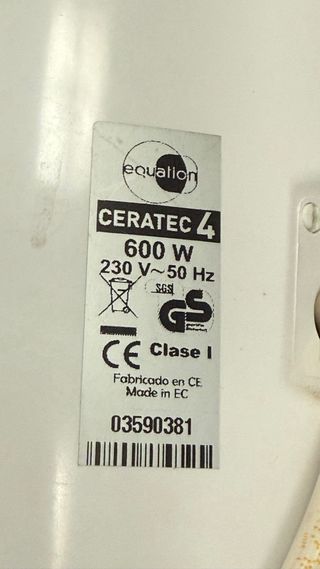 equation
CERATEC 4
600 W
230 V~50 Hz
SGS
GS
CE Clase I
Fabricado en CE
Made in EC
03590381